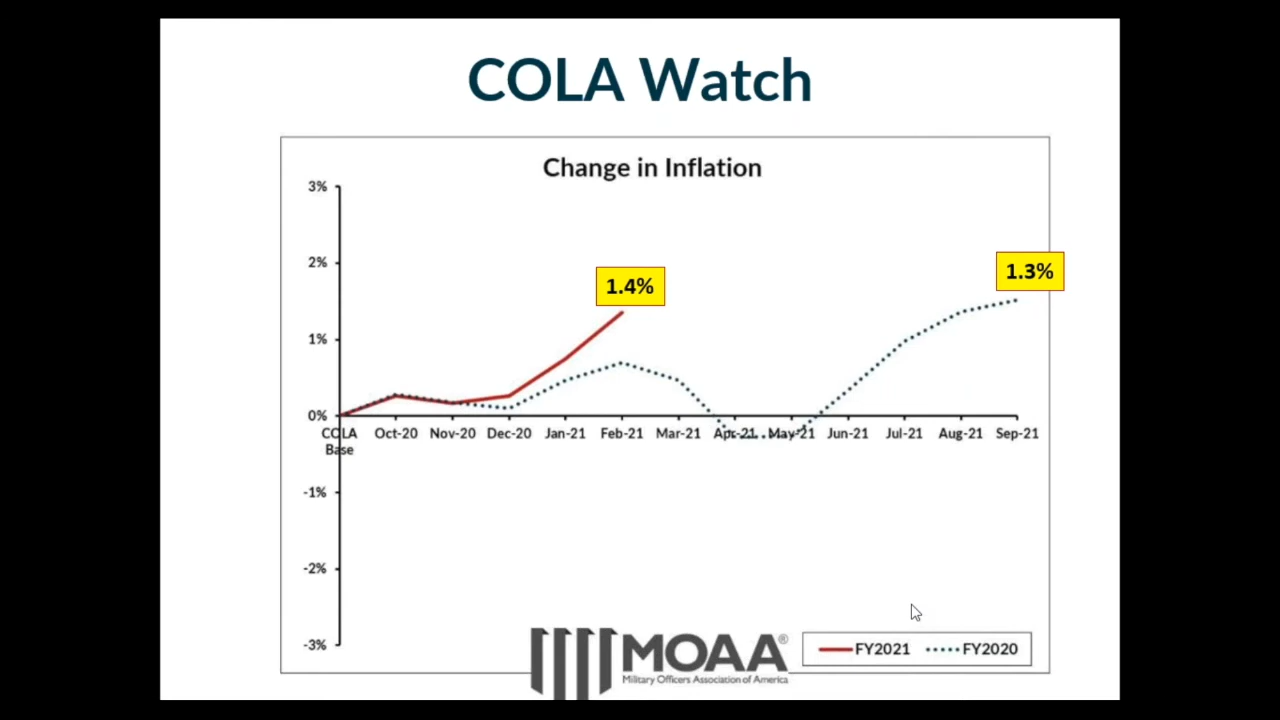 COLA Watch
Change in Inflation
3%
2%
1%
0%
-1%
-2%
-3%
1.4%
1.3%
COLA Base Oct-20 Nov-20 Dec-20 Jan-21 Feb-21 Mar-21 Apr-21 May-21 Jun-21 Jul-21 Aug-21 Sep-21
MOAA®
Military Officers Association of America
FY2021 FY2020